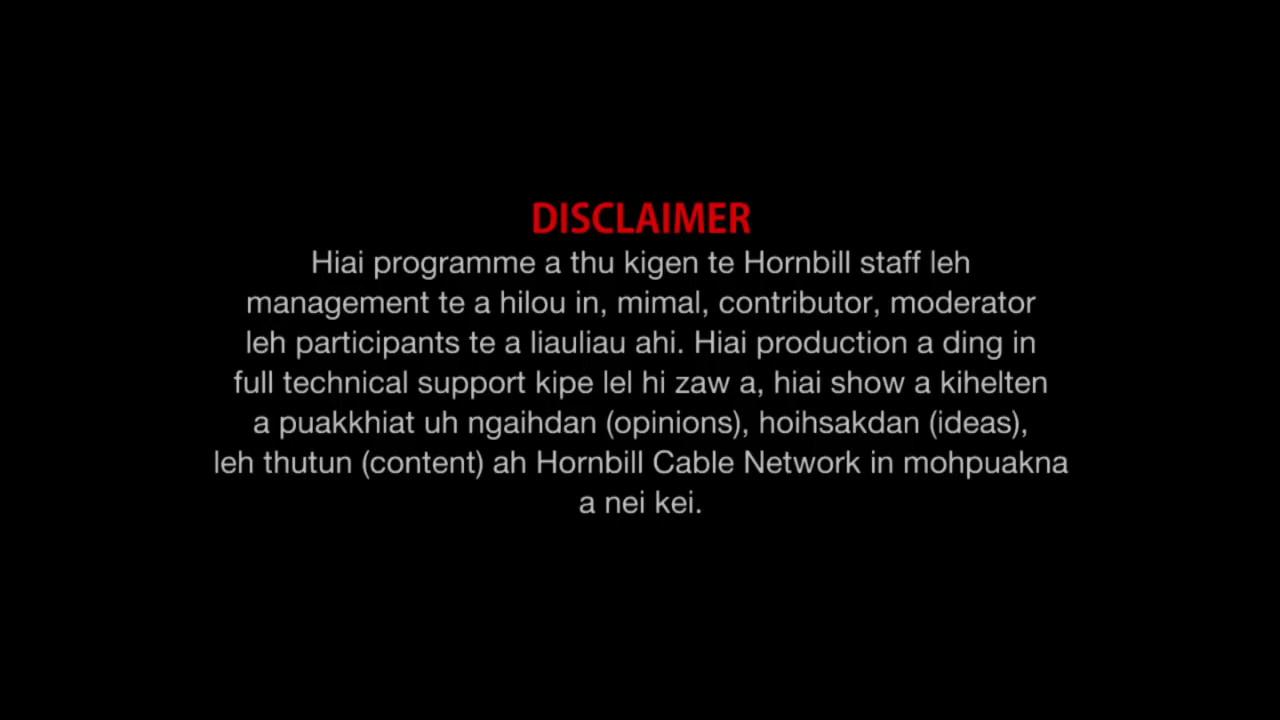 DISCLAIMER
Hiai programme a thu kigen te Hornbill staff leh
management te a hilou in, mimal, contributor, moderator
leh participants te a liauliau ahi. Hiai production a ding in
full technical support kipe lel hi zaw a, hiai show a kihelten
a puakkhiat uh ngaihdan (opinions), hoihsakdan (ideas),
leh thutun (content) ah Hornbill Cable Network in mohpuakna
a nei kei.